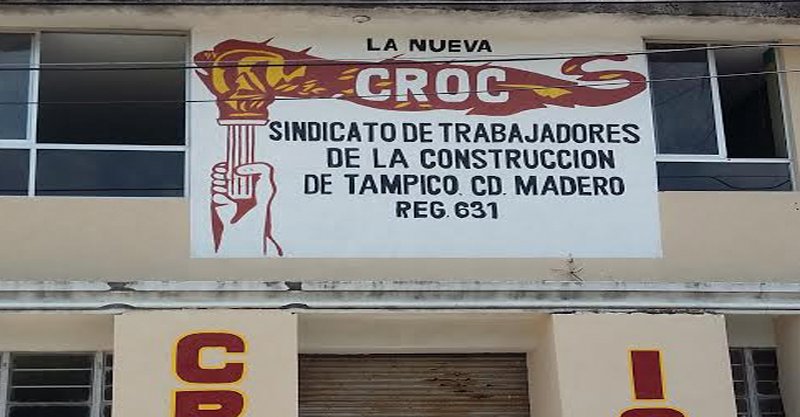 LA NUEVA
CROC
SINDICATO DE TRABAJADORES
DE LA CONSTRUCCION
DE TAMPICO. CD. MADERO
REG. 631
C
I